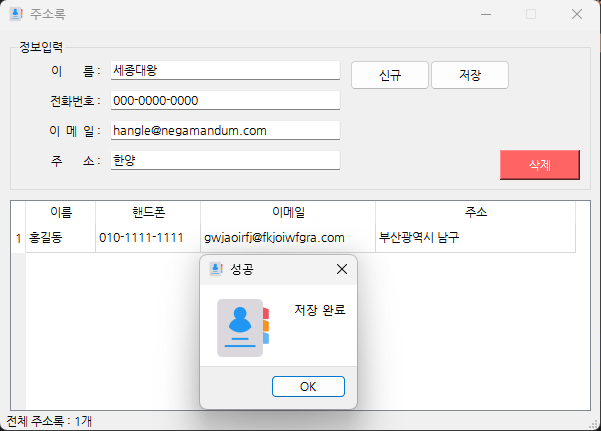 주소록
정보입력
이 름 : 세종대왕 신규 저장
전화번호 : 000-0000-0000
이 메 일 : hangle@negamandum.com
주 소 : 한양 삭제
이름 핸드폰 이메일 주소
1 홍길동 010-1111-1111 gwjaoirfj@fkjoiwfgra.com 부산광역시 남구
성공
저장 완료
OK
전체 주소록 : 1개